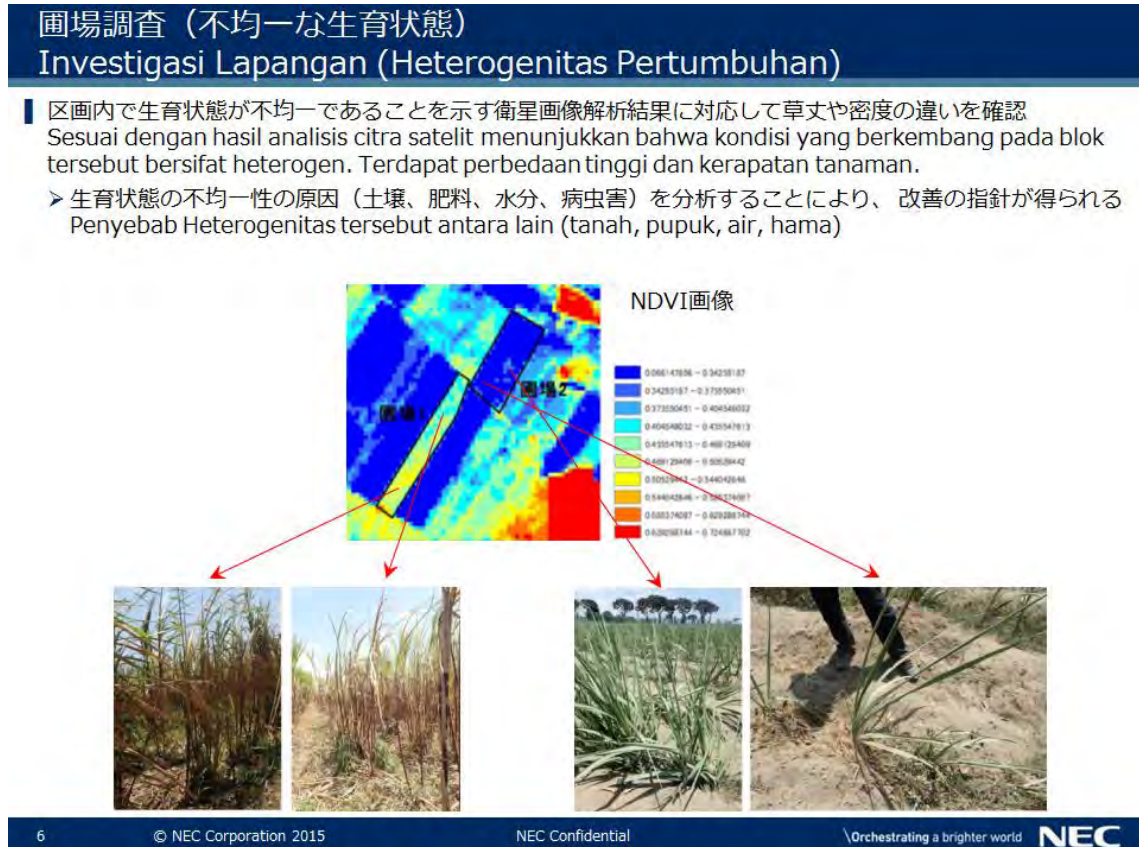 圃場調査（不均一な生育状態）
Investigasi Lapangan (Heterogenitas Pertumbuhan)
区画内で生育状態が不均一であることを示す衛星画像解析結果に対応して草丈や密度の違いを確認
Sesuai dengan hasil analisis citra satelit menunjukkan bahwa kondisi yang berkembang pada blok
tersebut bersifat heterogen. Terdapat perbedaan tinggi dan kerapatan tanaman.
➢ 生育状態の不均一性の原因（土壌、肥料、水分、病虫害）を分析することにより、 改善の指針が得られる
Penyebab Heterogenitas tersebut antara lain (tanah, pupuk, air, hama)
NDVI画像
圃場2
圃場1
6 © NEC Corporation 2015 NEC Confidential \Orchestrating a brighter world NEC